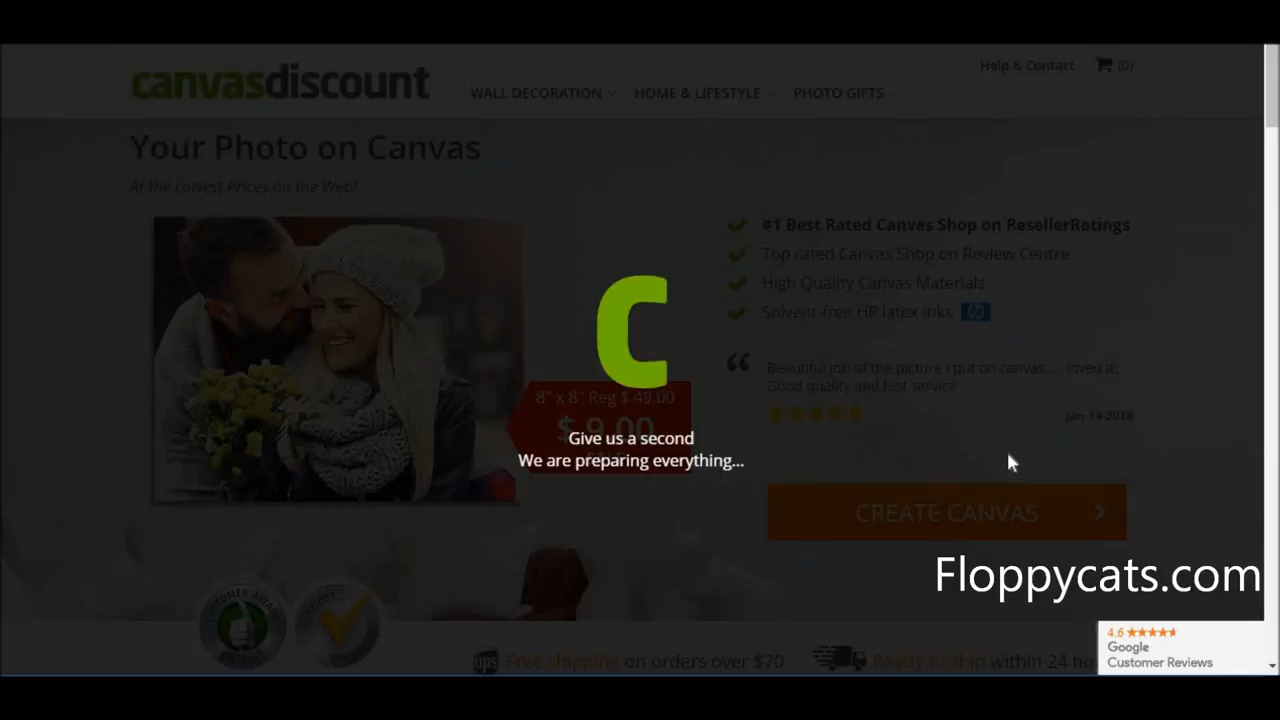 canvasdiscount
Help & Contact
(0)
WALL DECORATION
HOME & LIFESTYLE
PHOTO GIFTS
Your Photo on Canvas
At the Lowest Prices on the Web!
#1 Best Rated Canvas Shop on ResellerRatings
Top rated Canvas Shop on Review Centre
High Quality Canvas Materials
Solvent-free HP latex inks
hp
Beautiful job of the picture I put on canvas..... loved it!
Good quality and fast service
Jan-14-2018
C
8" x 8" Reg $ 49.00
$ 9.00
Give us a second
We are preparing everything...
CREATE CANVAS
Floppycats.com
CUSTOMER
ups
Free shipping on orders over $70
Ready to ship within 24 ho
4.6
Google
Customer Reviews